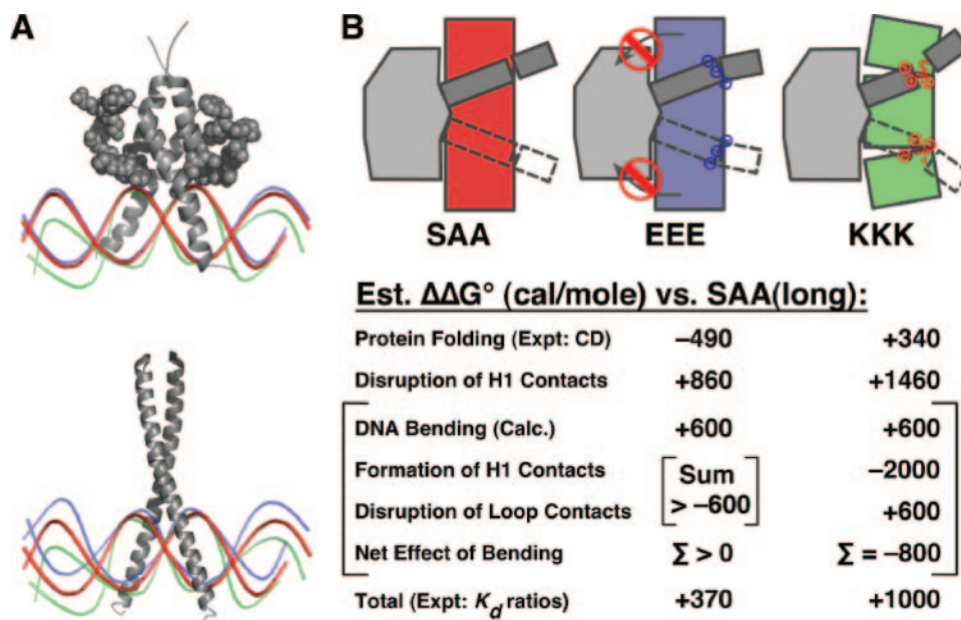 A
B
SAA
EEE
KKK
Est. ΔΔG° (cal/mole) vs. SAA(long):
Protein Folding (Expt: CD) –490 +340
Disruption of H1 Contacts +860 +1460
DNA Bending (Calc.) +600 +600
Formation of H1 Contacts Sum –2000
Disruption of Loop Contacts > –600 +600
Net Effect of Bending Σ > 0 Σ = –800
Total (Expt: Kd ratios) +370 +1000